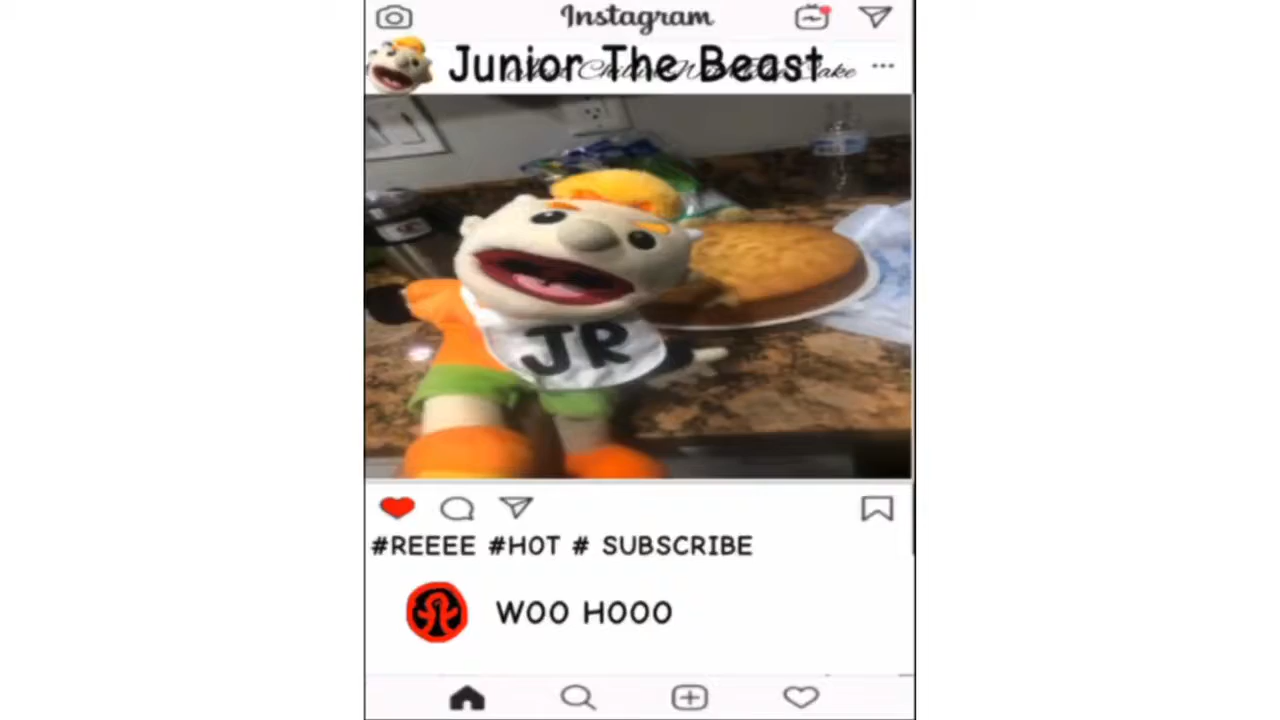 Instagram
Junior The Beast
JR
#REEEE #HOT # SUBSCRIBE
WOO HOOO